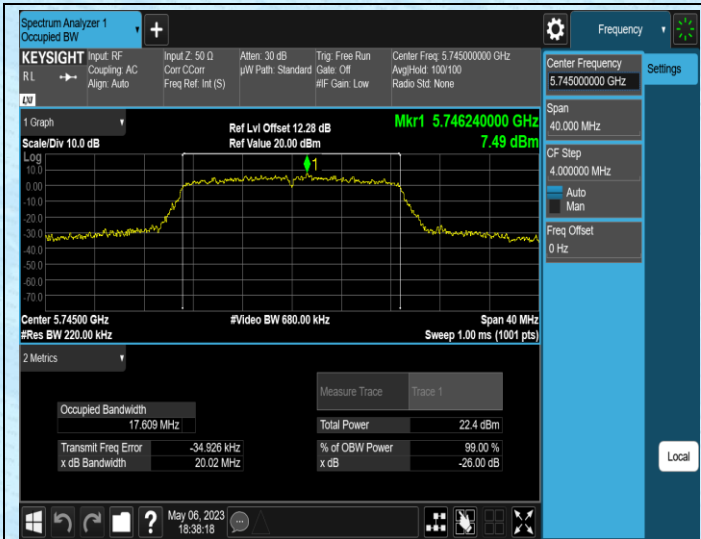 Spectrum Analyzer 1
Occupied BW
Frequency
KEYSIGHT
RL
LXI
Input: RF
Coupling: AC
Align: Auto
Input Z: 50 Ω
Corr CCorr
Freq Ref: Int (S)
Atten: 30 dB
µW Path: Standard
Trig: Free Run
Gate: Off
#IF Gain: Low
Center Freq: 5.745000000 GHz
Avg|Hold: 100/100
Radio Std: None
Center Frequency
5.745000000 GHz
Settings
Span
40.000 MHz
CF Step
4.000000 MHz
Auto
Man
Freq Offset
0 Hz
1 Graph
Scale/Div 10.0 dB
Ref Lvl Offset 12.28 dB
Ref Value 20.00 dBm
Mkr1 5.746240000 GHz
7.49 dBm
Log
10.0
0.00
-10.0
-20.0
-30.0
-40.0
-50.0
-60.0
-70.0
1
Center 5.74500 GHz
#Res BW 220.00 kHz
#Video BW 680.00 kHz
Span 40 MHz
Sweep 1.00 ms (1001 pts)
2 Metrics
Measure Trace Trace 1
Occupied Bandwidth
17.609 MHz
Total Power 22.4 dBm
Transmit Freq Error -34.926 kHz
% of OBW Power 99.00 %
x dB Bandwidth 20.02 MHz
x dB -26.00 dB
Local
May 06, 2023
18:38:18